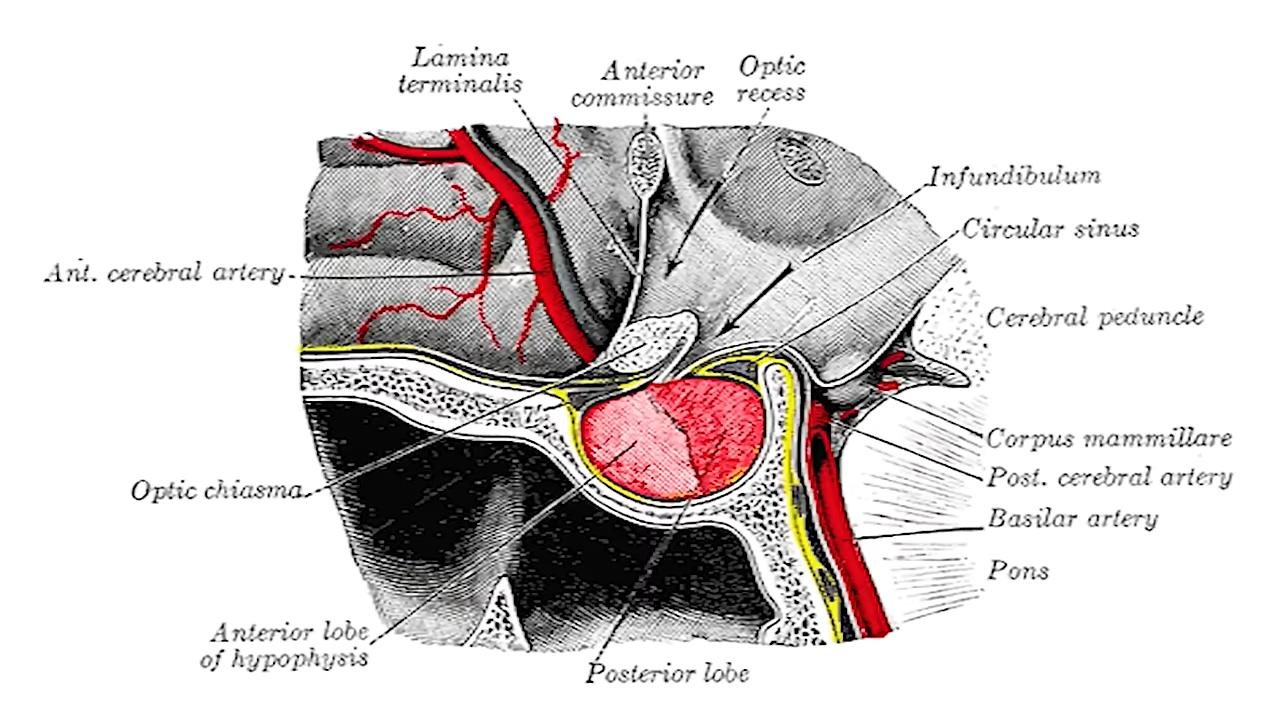 Lamina
terminalis
Anterior
commissure
Optic
recess
Infundibulum
Circular sinus
Ant. cerebral artery
Cerebral peduncle
Corpus mammillare
Optic chiasma
Post. cerebral artery
Basilar artery
Pons
Anterior lobe
of hypophysis
Posterior lobe